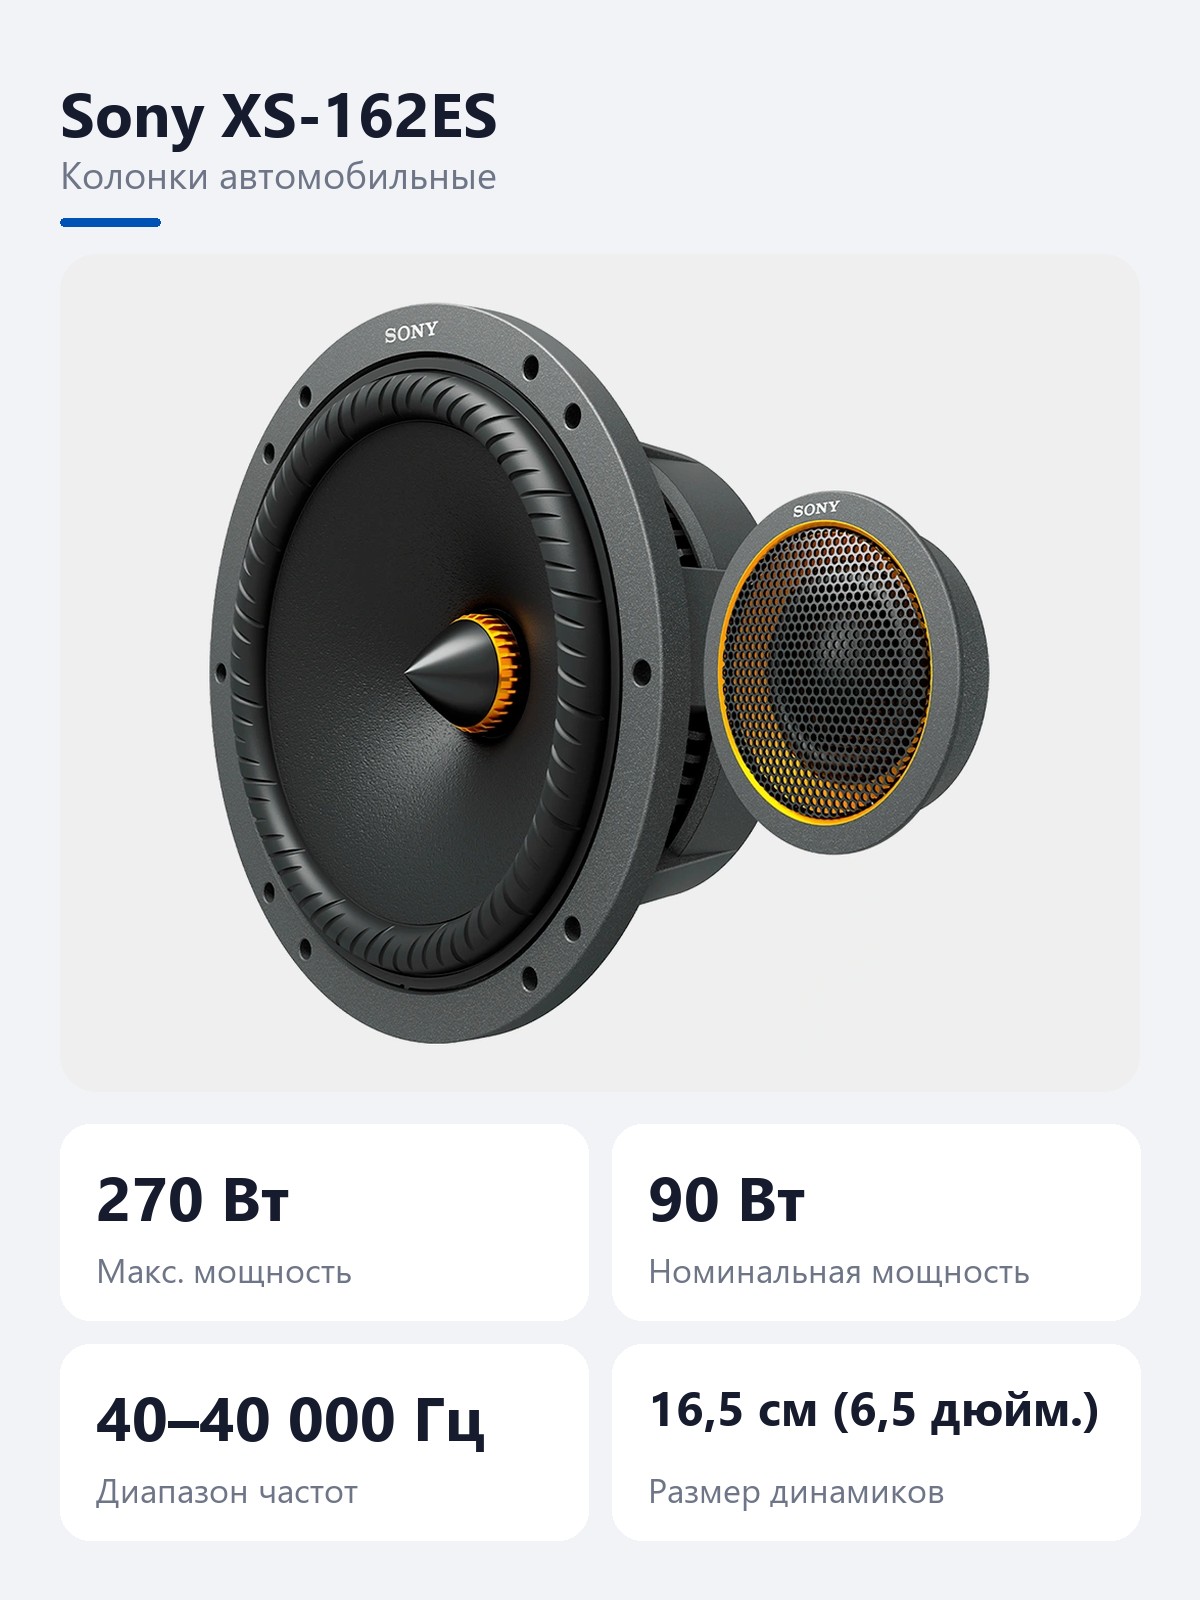 Sony XS-162ES
Колонки автомобильные
SONY
SONY
270 Вт
Макс. мощность
90 Вт
Номинальная мощность
40–40 000 Гц
Диапазон частот
16,5 см (6,5 дюйм.)
Размер динамиков